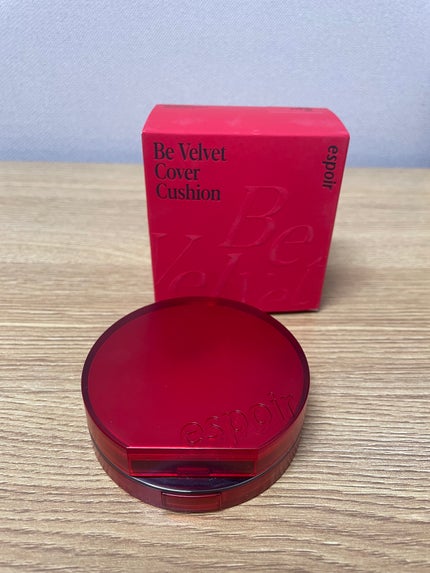 Be Velvet
Cover
Cushion
espoir
Be
Velvet
espoir